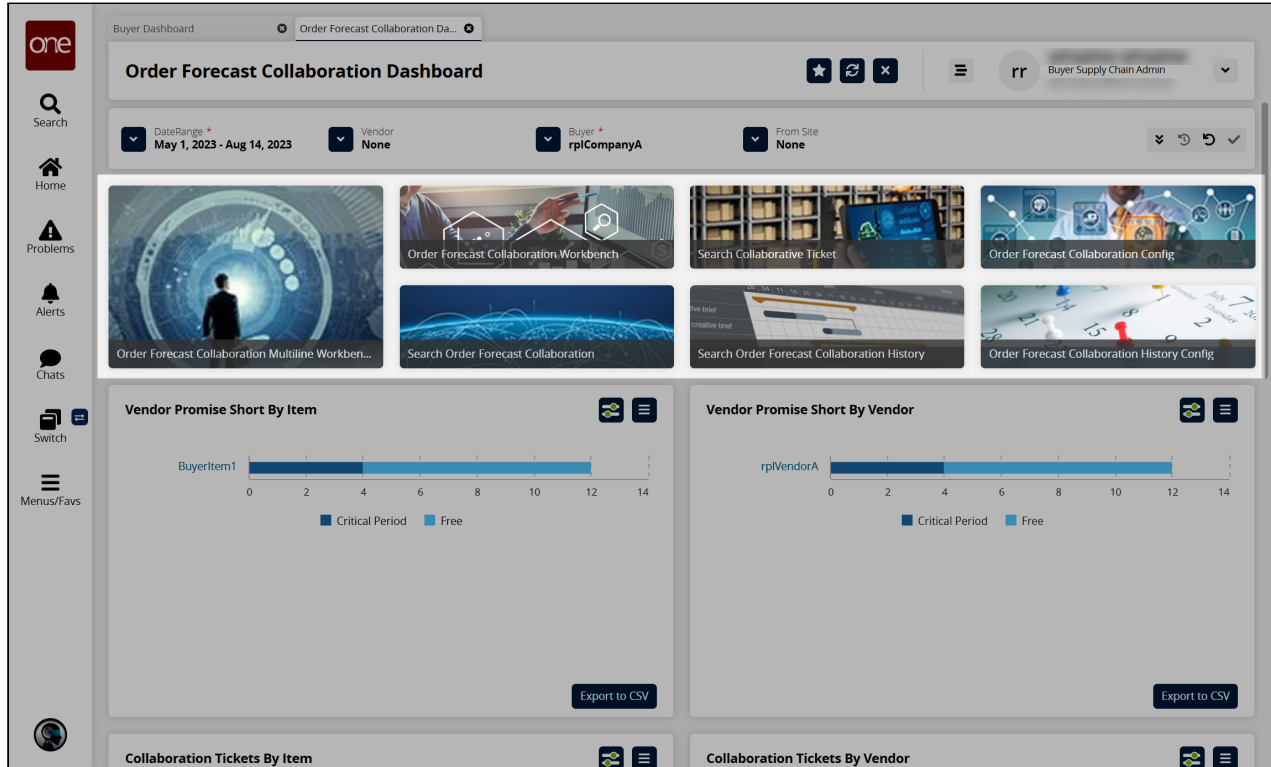 Buyer Dashboard
Order Forecast Collaboration Da...
one
Order Forecast Collaboration Dashboard
rr
Buyer Supply Chain Admin
Search
Home
Problems
Alerts
Chats
Switch
Menus/Favs
DateRange *
May 1, 2023 - Aug 14, 2023
Vendor
None
Buyer *
rplCompanyA
From Site
None
Order Forecast Collaboration Multiline Workben...
Order Forecast Collaboration Workbench
Search Collaborative Ticket
Order Forecast Collaboration Config
Search Order Forecast Collaboration
creative brief
Search Order Forecast Collaboration History
Order Forecast Collaboration History Config
Vendor Promise Short By Item
BuyerItem1
0 2 4 6 8 10 12 14
Critical Period Free
Export to CSV
Vendor Promise Short By Vendor
rplVendorA
0 2 4 6 8 10 12 14
Critical Period Free
Export to CSV
Collaboration Tickets By Item
Collaboration Tickets By Vendor